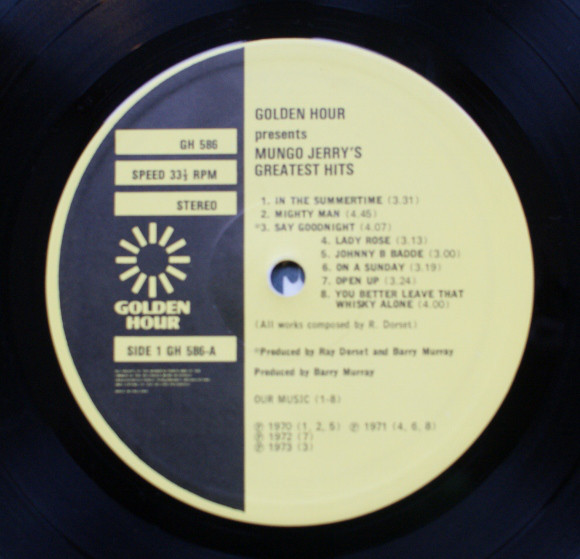 GOLDEN HOUR
presents
MUNGO JERRY'S
GREATEST HITS
GH 586
SPEED 33⅓ RPM
STEREO
1. IN THE SUMMERTIME (3.31)
2. MIGHTY MAN (4.45)
*3. SAY GOODNIGHT (4.07)
4. LADY ROSE (3.13)
5. JOHNNY B BADDE (3.00)
6. ON A SUNDAY (3.19)
7. OPEN UP (3.24)
8. YOU BETTER LEAVE THAT
WHISKY ALONE (4.00)
GOLDEN
HOUR
(All works composed by R. Dorset)
SIDE 1 GH 586-A
*Produced by Ray Dorset and Barry Murray
Produced by Barry Murray
OUR MUSIC (1-8)
℗ 1970 (1, 2, 5) ℗ 1971 (4, 6, 8)
℗ 1972 (7)
℗ 1973 (3)